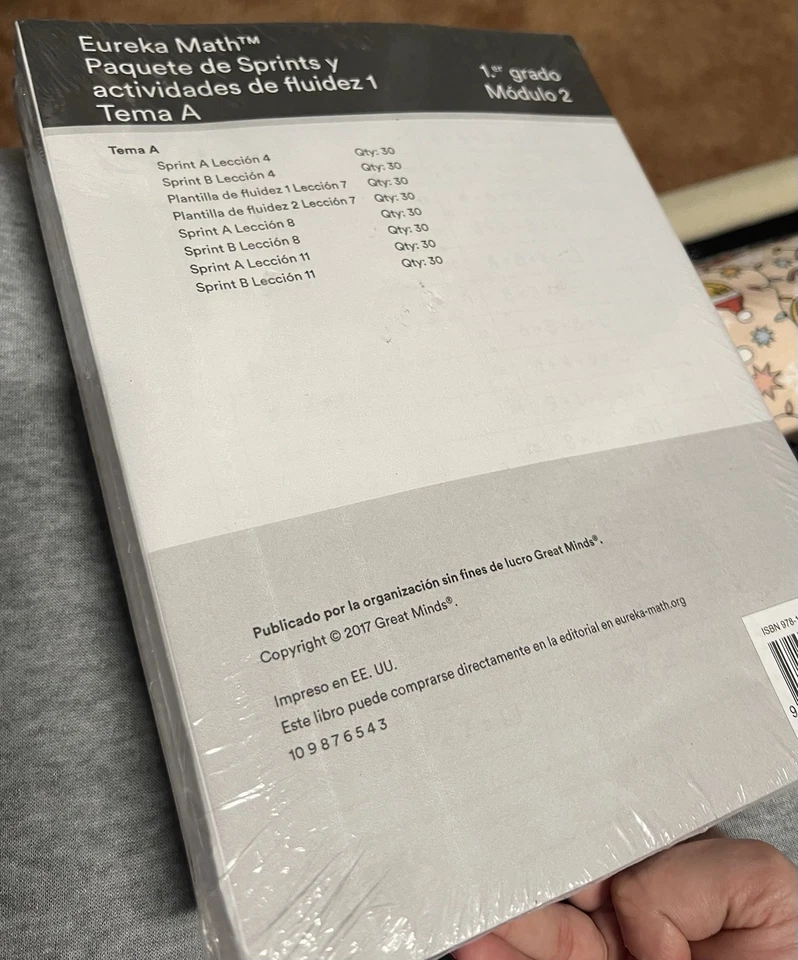 Eureka Math™
Paquete de Sprints y
actividades de fluidez 1
Tema A
1.er grado
Módulo 2
Tema A
Sprint A Lección 4 Qty: 30
Sprint B Lección 4 Qty: 30
Plantilla de fluidez 1 Lección 7 Qty: 30
Plantilla de fluidez 2 Lección 7 Qty: 30
Sprint A Lección 8 Qty: 30
Sprint B Lección 8 Qty: 30
Sprint A Lección 11 Qty: 30
Sprint B Lección 11 Qty: 30
Publicado por la organización sin fines de lucro Great Minds®.
Copyright © 2017 Great Minds®.
Impreso en EE. UU.
Este libro puede comprarse directamente en la editorial en eureka-math.org
10 9 8 7 6 5 4 3
ISBN 978-1
9